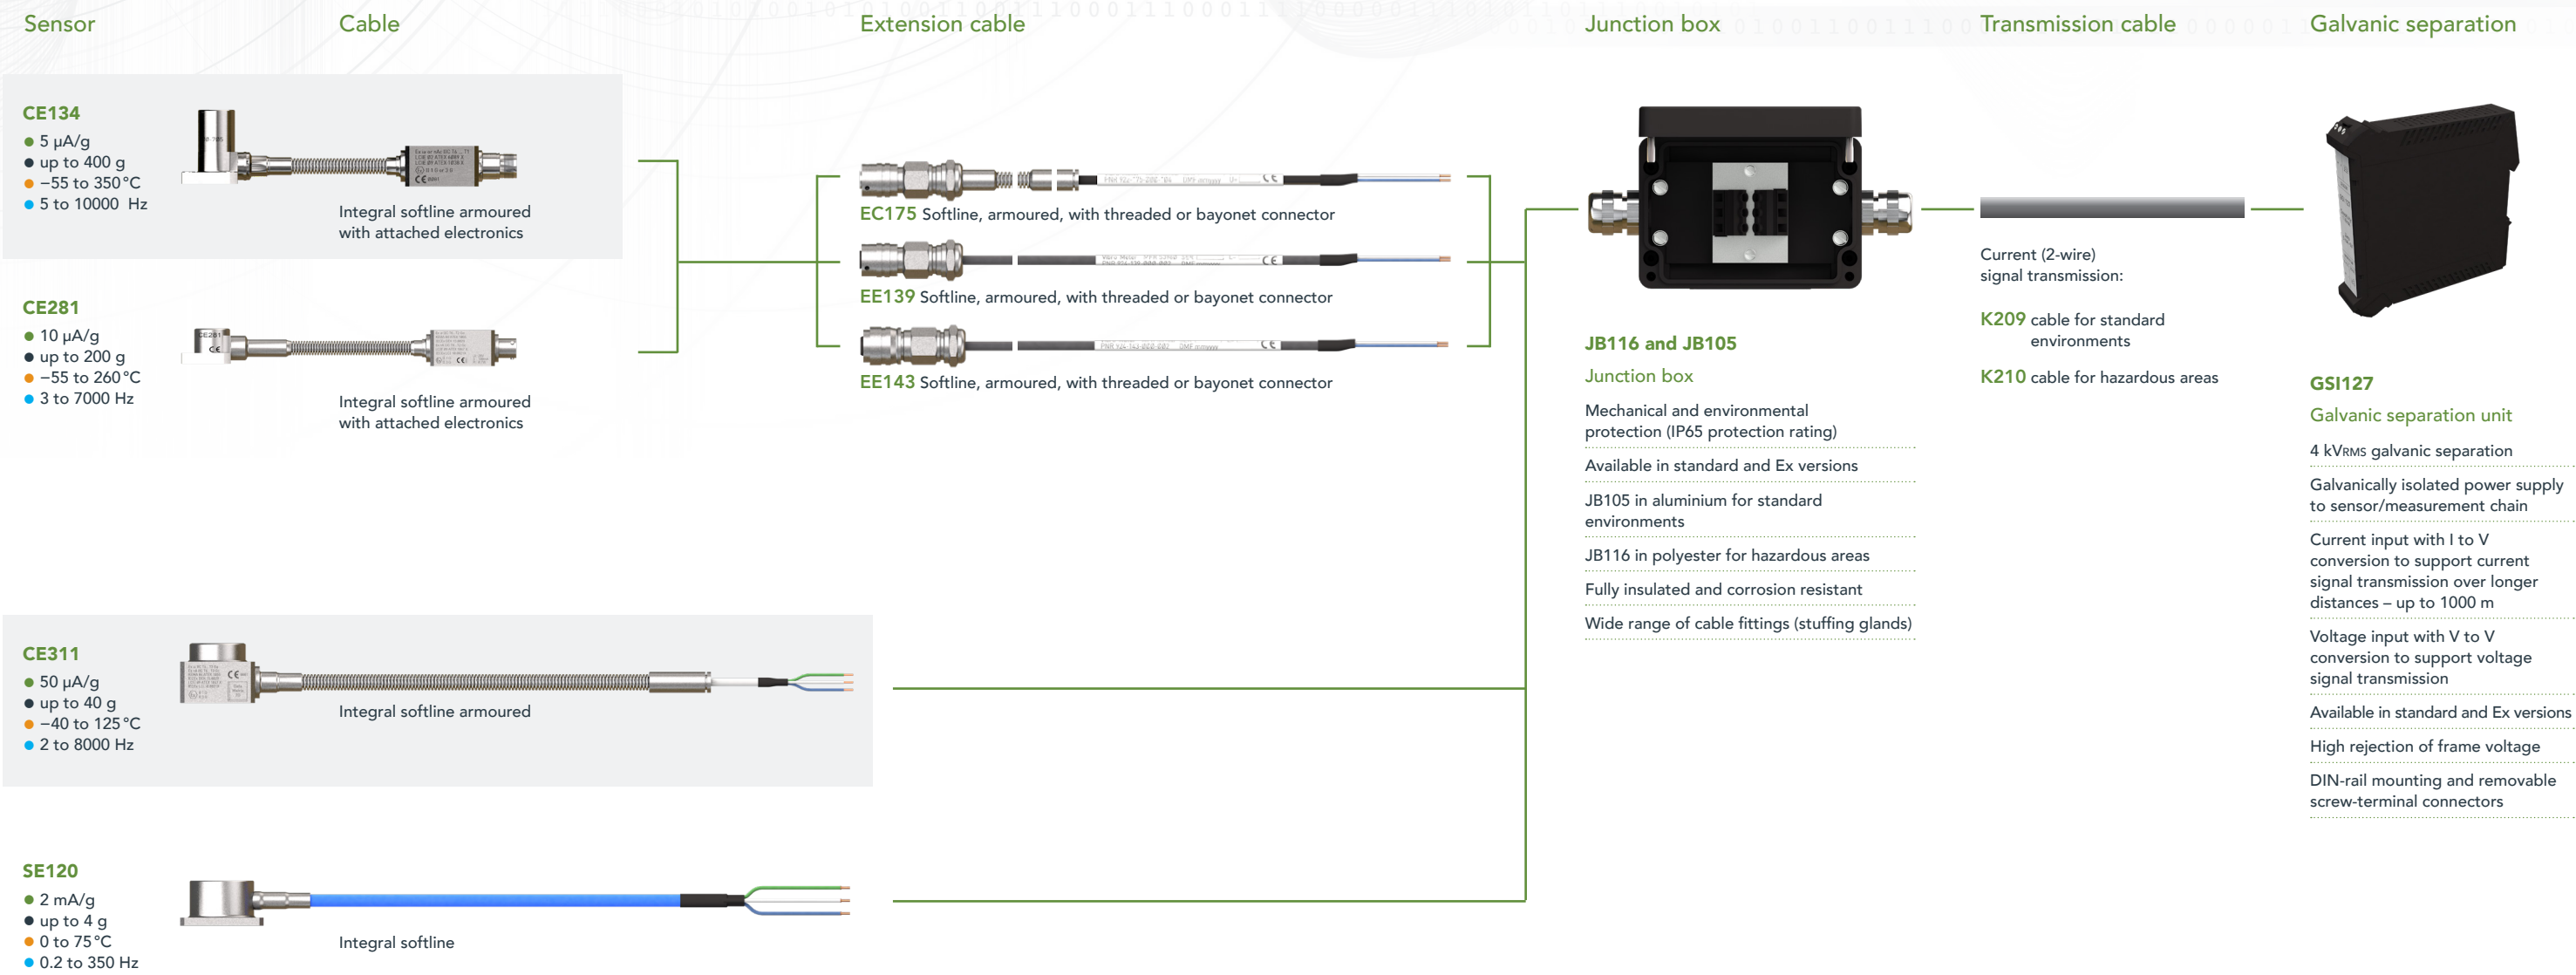 Sensor
Cable
Extension cable
Junction box
Transmission cable
Galvanic separation
CE134
5 µA/g
up to 400 g
−55 to 350 °C
5 to 10000 Hz
Integral softline armoured
with attached electronics
CE281
10 µA/g
up to 200 g
−55 to 260 °C
3 to 7000 Hz
CE281
CE
Integral softline armoured
with attached electronics
EC175 Softline, armoured, with threaded or bayonet connector
EE139 Softline, armoured, with threaded or bayonet connector
EE143 Softline, armoured, with threaded or bayonet connector
JB116 and JB105
Junction box
Mechanical and environmental
protection (IP65 protection rating)
Available in standard and Ex versions
JB105 in aluminium for standard
environments
JB116 in polyester for hazardous areas
Fully insulated and corrosion resistant
Wide range of cable fittings (stuffing glands)
Current (2-wire)
signal transmission:
K209 cable for standard
environments
K210 cable for hazardous areas
GSI127
Galvanic separation unit
4 kVRMS galvanic separation
Galvanically isolated power supply
to sensor/measurement chain
Current input with I to V
conversion to support current
signal transmission over longer
distances – up to 1000 m
Voltage input with V to V
conversion to support voltage
signal transmission
Available in standard and Ex versions
High rejection of frame voltage
DIN-rail mounting and removable
screw-terminal connectors
CE311
50 µA/g
up to 40 g
−40 to 125 °C
2 to 8000 Hz
Integral softline armoured
SE120
2 mA/g
up to 4 g
0 to 75 °C
0.2 to 350 Hz
Integral softline